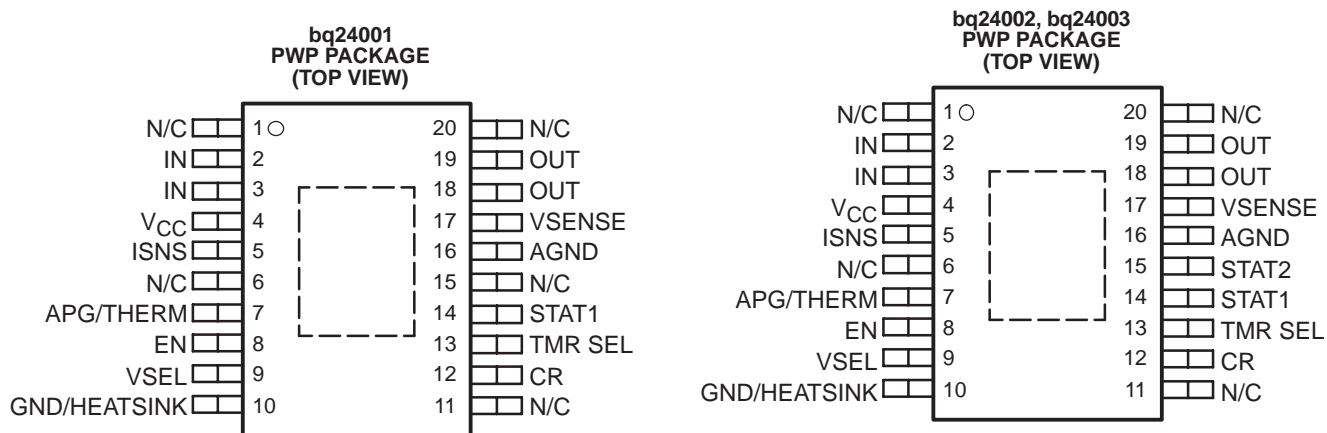 bq24001
PWP PACKAGE
(TOP VIEW)
N/C 1 20 N/C
IN 2 19 OUT
IN 3 18 OUT
VCC 4 17 VSENSE
ISNS 5 16 AGND
N/C 6 15 N/C
APG/THERM 7 14 STAT1
EN 8 13 TMR SEL
VSEL 9 12 CR
GND/HEATSINK 10 11 N/C
bq24002, bq24003
PWP PACKAGE
(TOP VIEW)
N/C 1 20 N/C
IN 2 19 OUT
IN 3 18 OUT
VCC 4 17 VSENSE
ISNS 5 16 AGND
N/C 6 15 STAT2
APG/THERM 7 14 STAT1
EN 8 13 TMR SEL
VSEL 9 12 CR
GND/HEATSINK 10 11 N/C